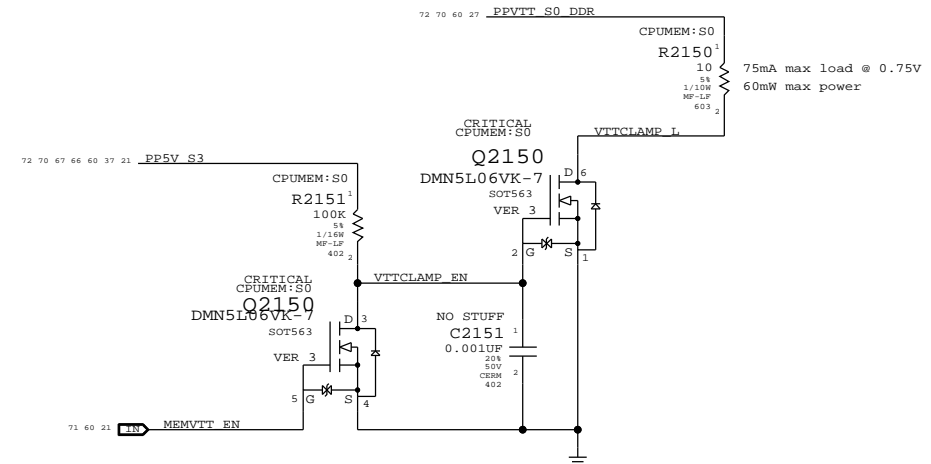 72 70 60 27 PPVTT_S0_DDR
CPUMEM:S0
R2150 1
10
5%
1/10W
MF-LF
603 2
75mA max load @ 0.75V
60mW max power
CRITICAL
CPUMEM:S0
VTTCLAMP_L
Q2150
DMN5L06VK-7
SOT563
D 6
VER 3
2 G S 1
72 70 67 66 60 37 21 PP5V_S3
CPUMEM:S0
R2151 1
100K
5%
1/16W
MF-LF
402 2
VTTCLAMP_EN
CRITICAL
CPUMEM:S0
Q2150
DMN5L06VK-7
SOT563
D 3
VER 3
5 G S 4
NO STUFF
C2151 1
0.001UF
20%
50V
CERM
402 2
71 60 21 IN MEMVTT_EN